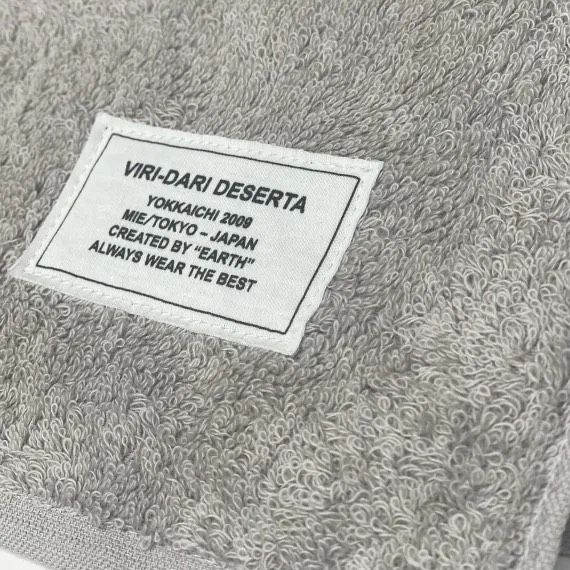 VIRI-DARI DESERTA
YOKKAICHI 2009
MIE/TOKYO – JAPAN
CREATED BY “EARTH”
ALWAYS WEAR THE BEST